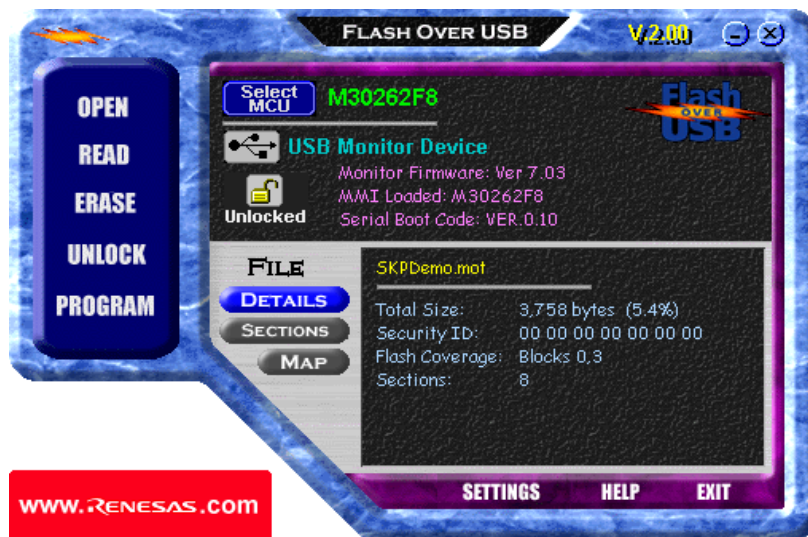 FLASH OVER USB
V.2.00
OPEN
READ
ERASE
UNLOCK
PROGRAM
Select MCU
M30262F8
Flash OVER USB
USB Monitor Device
Monitor Firmware: Ver 7.03
MMI Loaded: M30262F8
Serial Boot Code: VER.0.10
Unlocked
FILE
DETAILS
SECTIONS
MAP
SKPDemo.mot
Total Size: 3,758 bytes (5.4%)
Security ID: 00 00 00 00 00 00 00
Flash Coverage: Blocks 0,3
Sections: 8
SETTINGS HELP EXIT
www.RENESAS.com